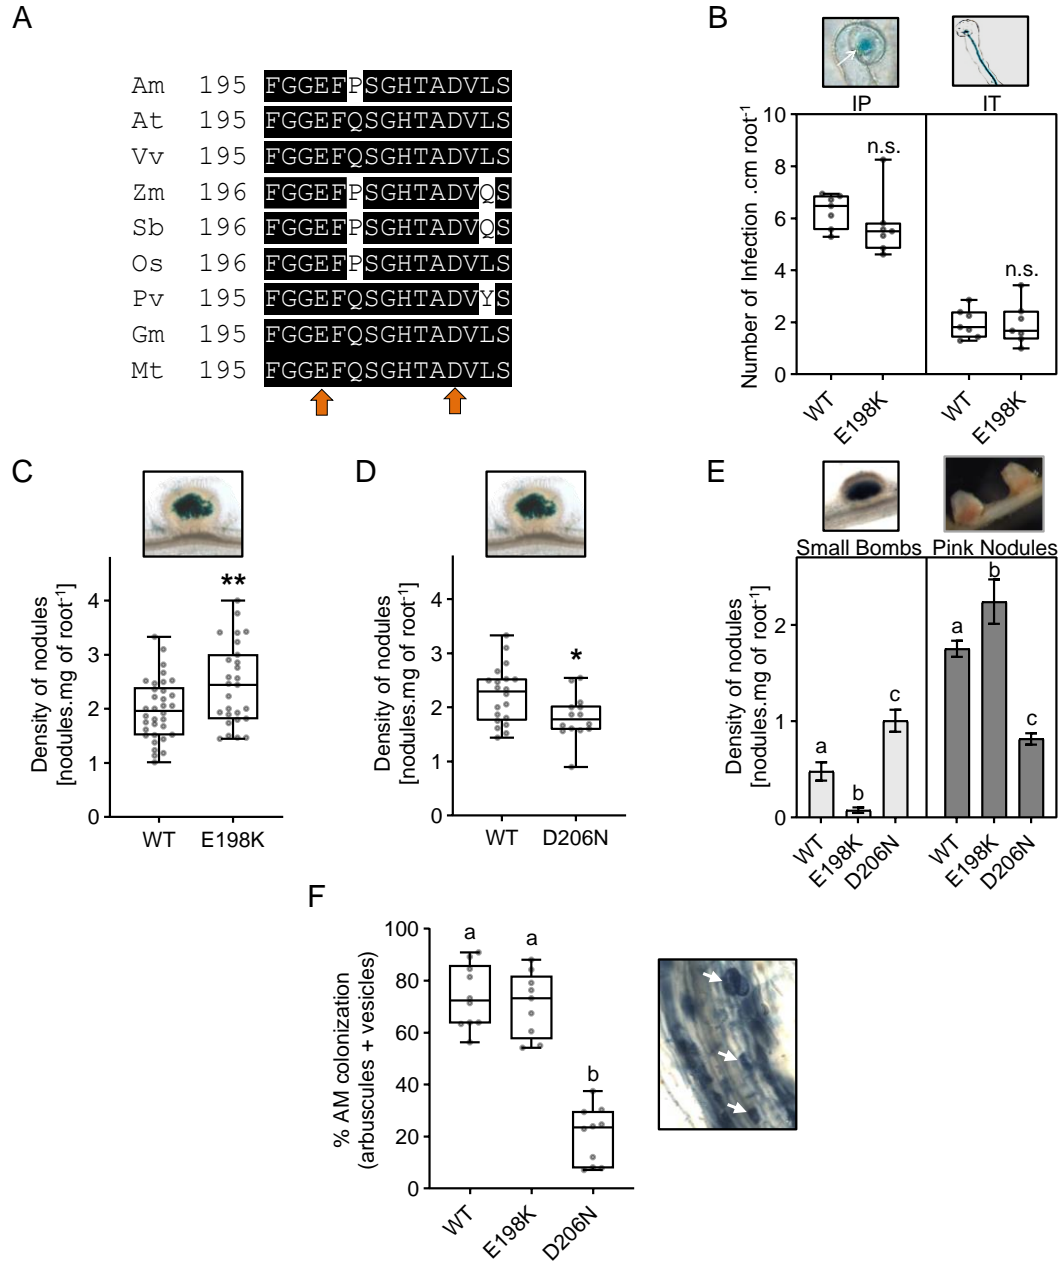 A
Am 195 FGGEFPSGHTADVLS
At 195 FGGEFQSGHTADVLS
Vv 195 FGGEFQSGHTADVLS
Zm 196 FGGEFPSGHTADVQS
Sb 196 FGGEFPSGHTADVQS
Os 196 FGGEFPSGHTADVLS
Pv 195 FGGEFQSGHTADVYS
Gm 195 FGGEFQSGHTADVLS
Mt 195 FGGEFQSGHTADVLS
B
IP IT
Number of Infection .cm root⁻¹
10
8
6
4
2
0
n.s.
n.s.
WT E198K WT E198K
C
Density of nodules
[nodules.mg of root⁻¹]
4
3
2
1
0
**
WT E198K
D
Density of nodules
[nodules.mg of root⁻¹]
4
3
2
1
0
*
WT D206N
E
Small Bombs Pink Nodules
Density of nodules
[nodules.mg of root⁻¹]
2
1
0
a b c a b c
WT E198K D206N WT E198K D206N
F
% AM colonization
(arbuscules + vesicles)
100
80
60
40
20
0
a a b
WT E198K D206N